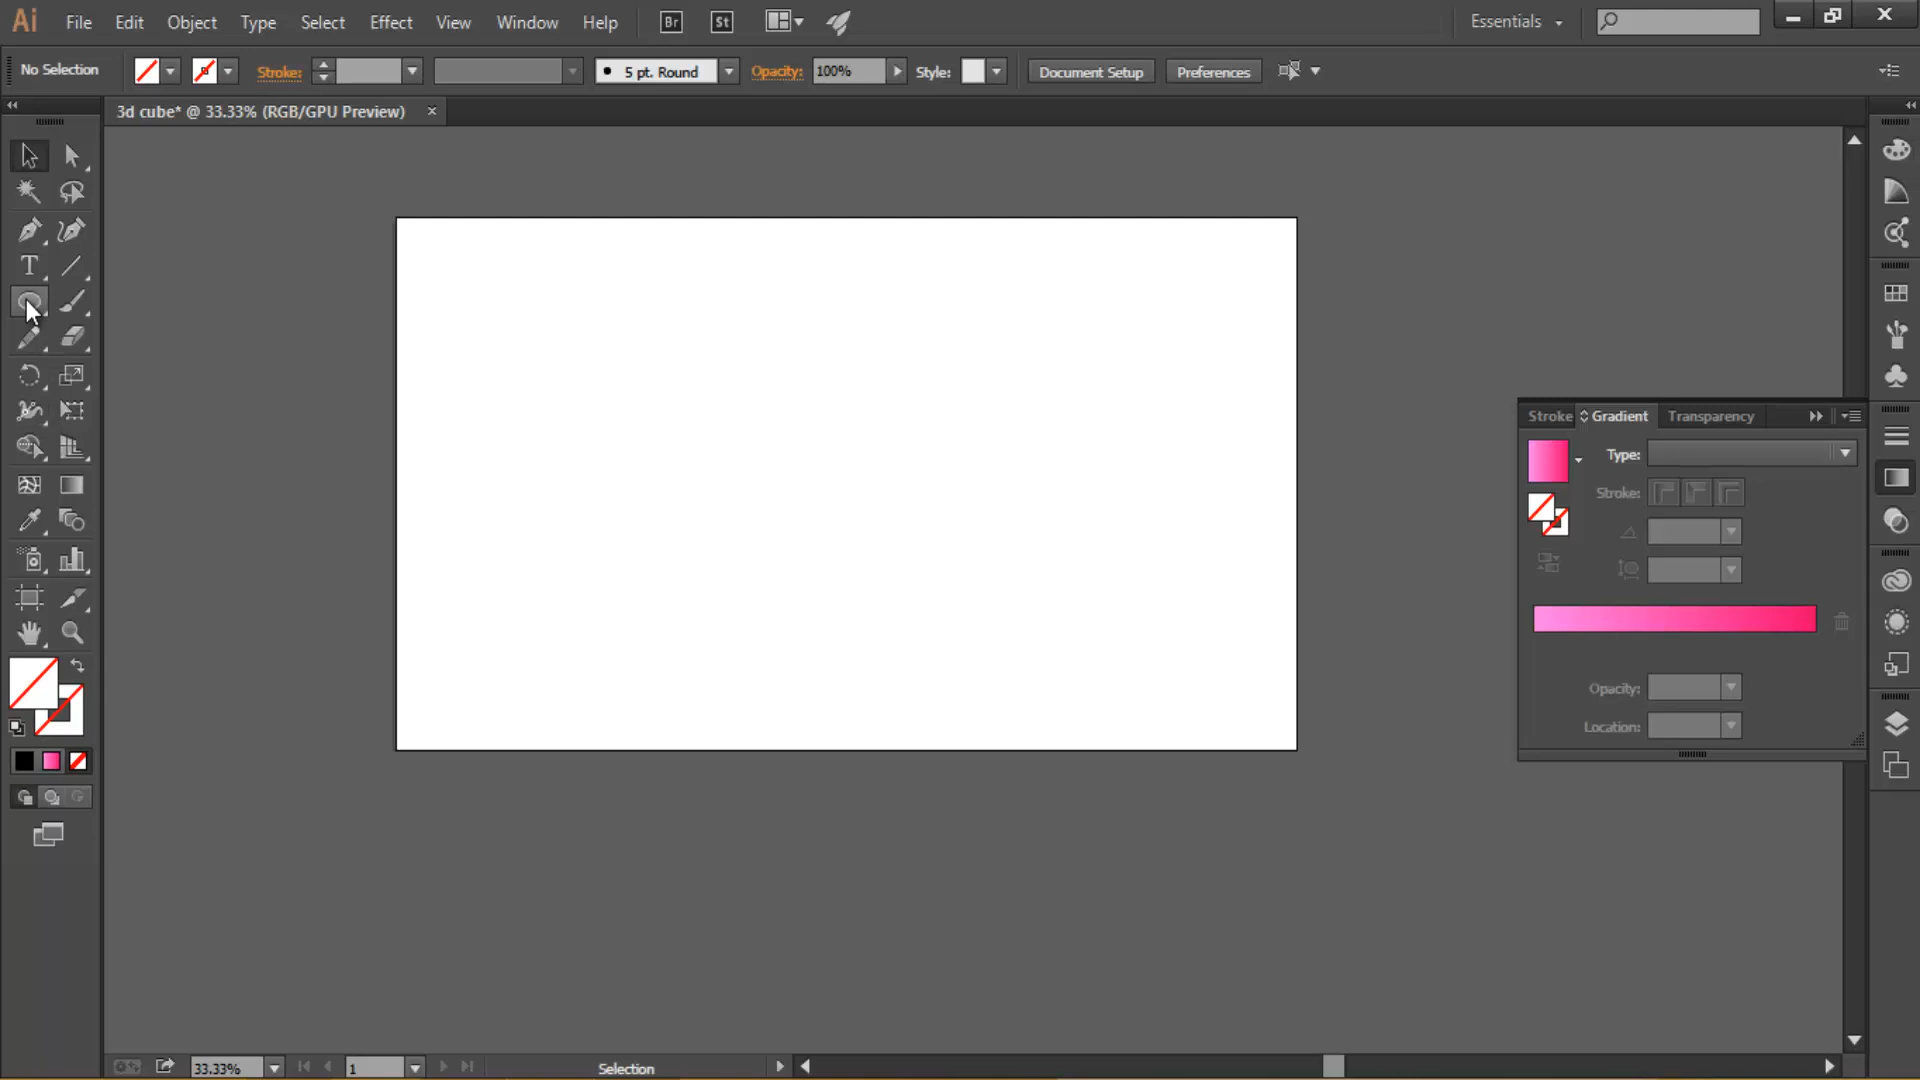 Ai File Edit Object Type Select Effect View Window Help Br St Essentials
No Selection Stroke: 5 pt. Round Opacity: 100% Style: Document Setup Preferences
3d cube* @ 33.33% (RGB/GPU Preview)
Stroke Gradient Transparency
Type:
Stroke:
Opacity:
Location:
33.33% 1 Selection